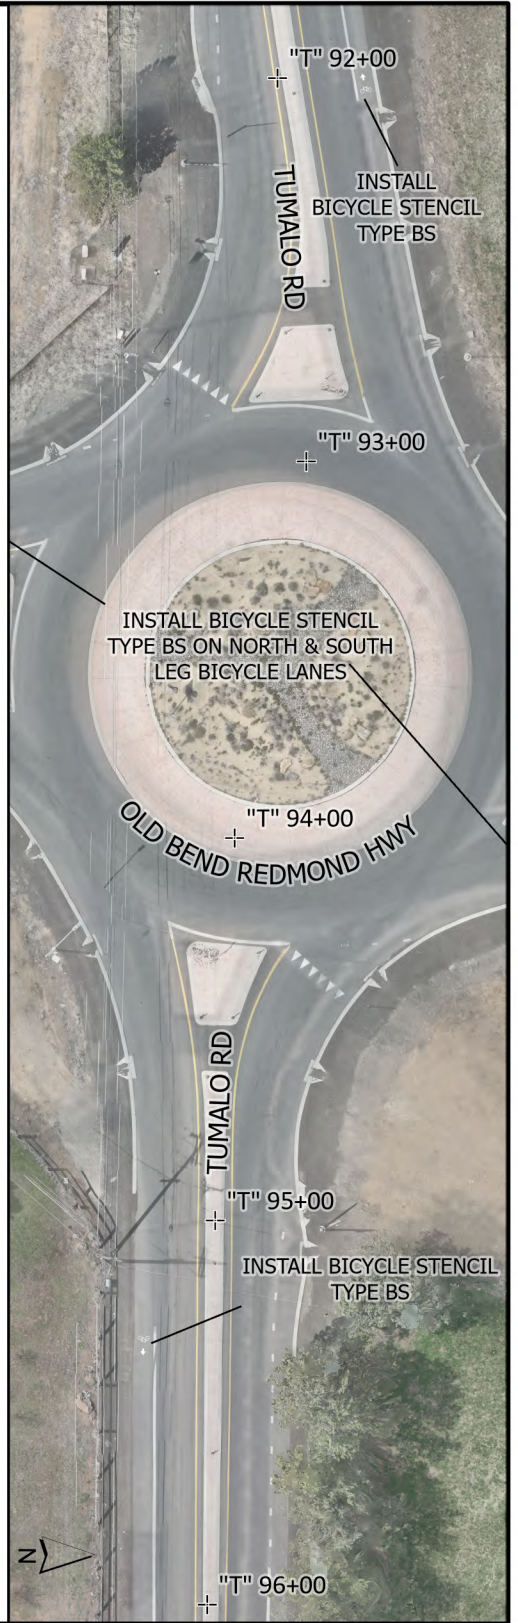 "T" 92+00
TUMALO RD
INSTALL
BICYCLE STENCIL
TYPE BS
"T" 93+00
INSTALL BICYCLE STENCIL
TYPE BS ON NORTH & SOUTH
LEG BICYCLE LANES
"T" 94+00
OLD BEND REDMOND HWY
TUMALO RD
"T" 95+00
INSTALL BICYCLE STENCIL
TYPE BS
N
"T" 96+00